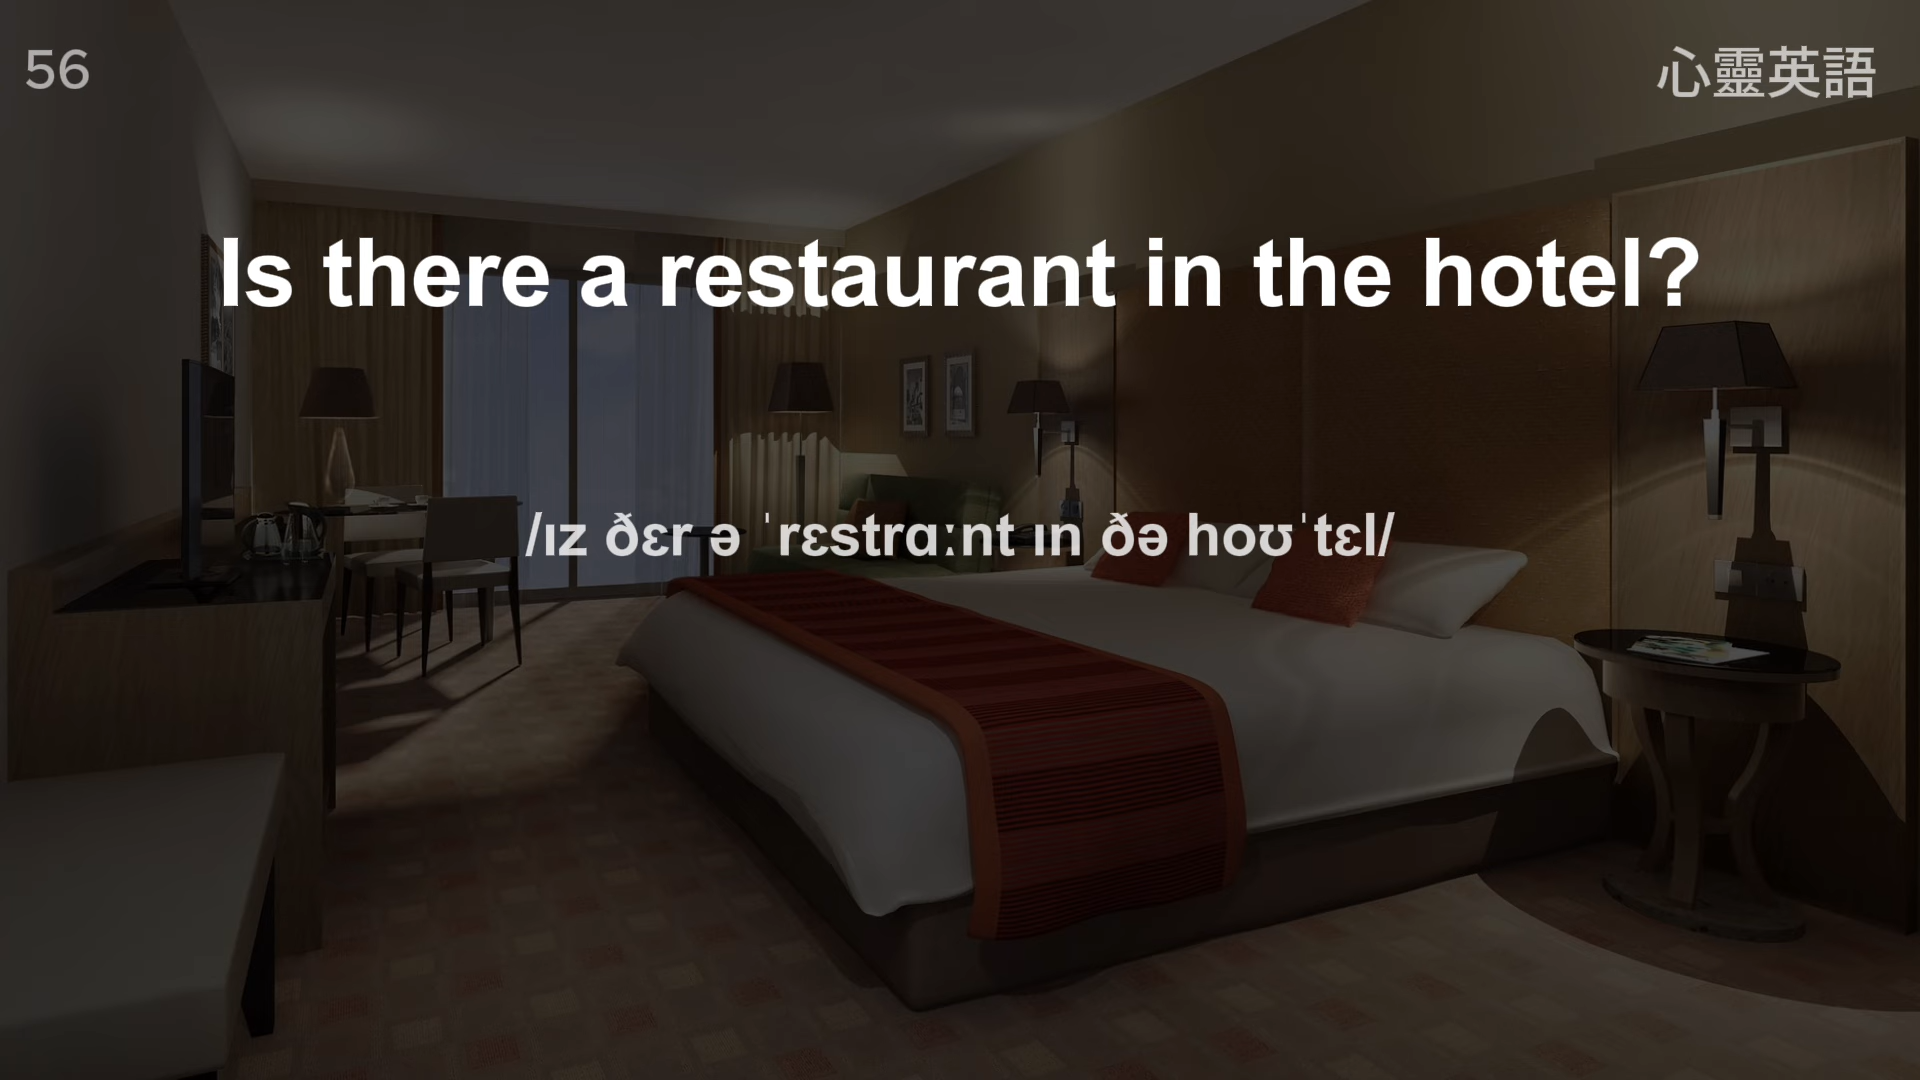 56
心靈英語
Is there a restaurant in the hotel?
/ɪz ðɛr ə ˈrɛstrɑːnt ɪn ðə hoʊˈtɛl/